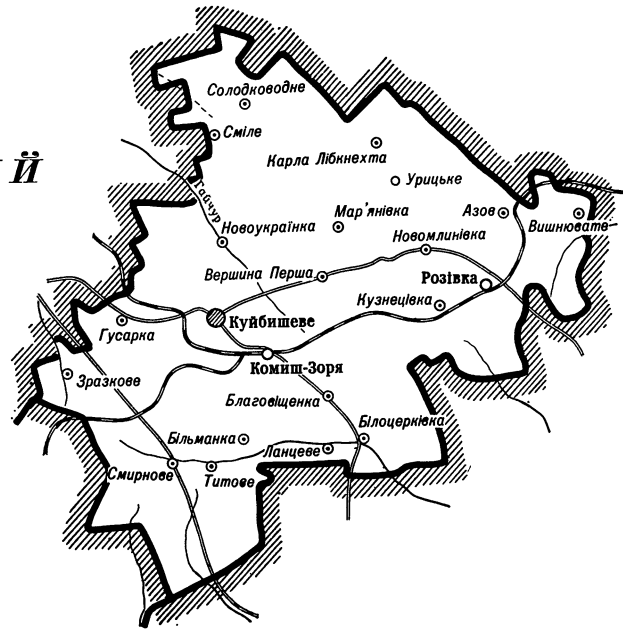 Солодководне
Сміле
Й
Карла Лібкнехта
Урицьке
Гайчур
Мар'янівка
Азов
Вишнювате
Новоукраїнка
Новомлинівка
Вершина Перша
Розівка
Кузнецівка
Куйбишеве
Гусарка
Комиш-Зоря
Зразкове
Благовіщенка
Більманка
Білоцерківка
Ланцеве
Смирнове
Титове